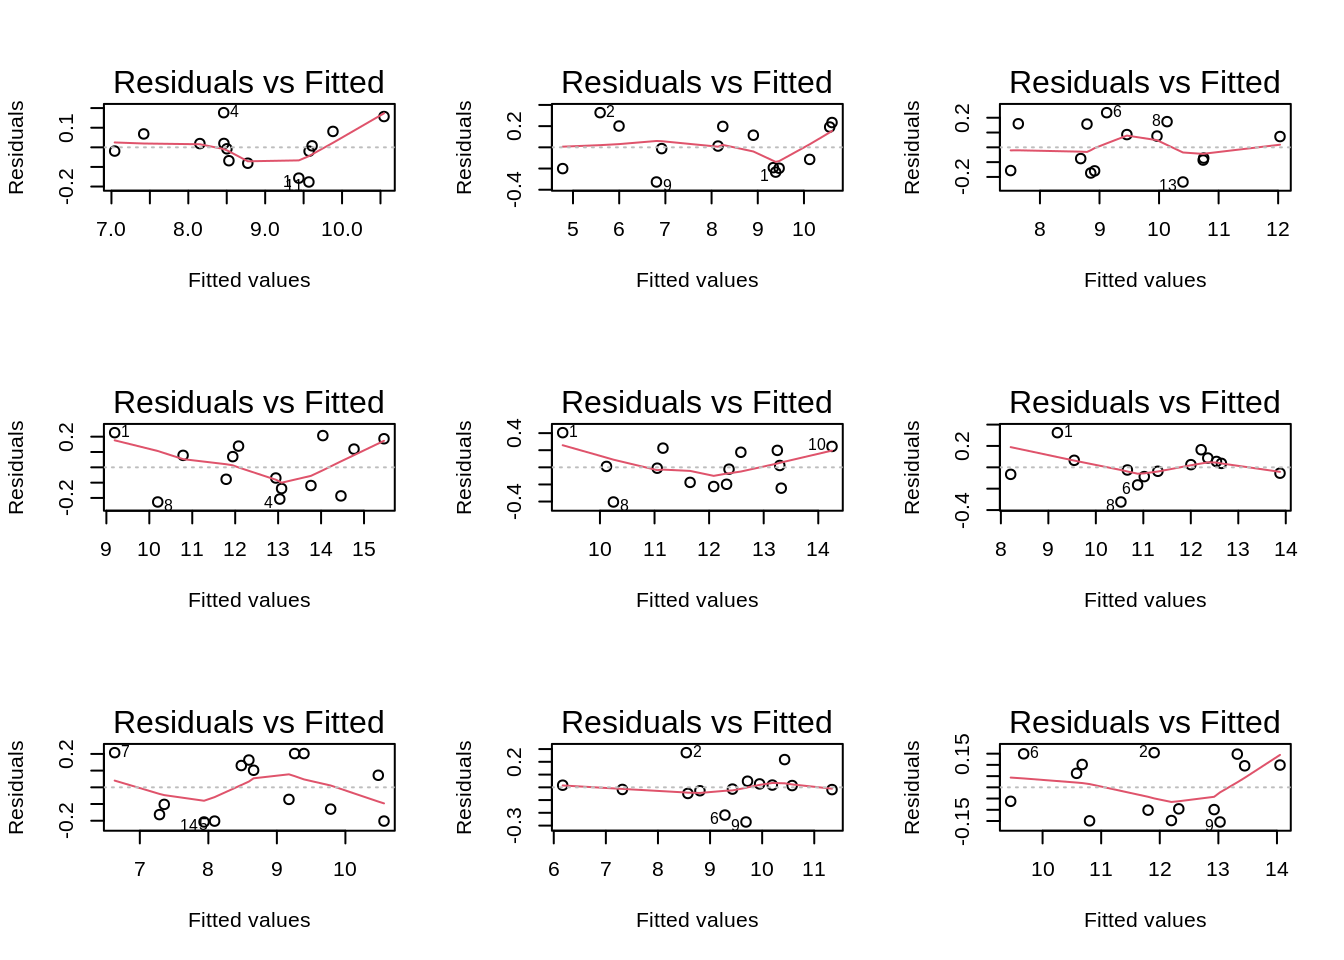 Residuals vs Fitted
Residuals
-0.2 0.1
4
1
11
7.0 8.0 9.0 10.0
Fitted values
Residuals vs Fitted
Residuals
-0.4 0.2
2
9
1
5 6 7 8 9 10
Fitted values
Residuals vs Fitted
Residuals
-0.2 0.2
6
8
13
8 9 10 11 12
Fitted values
Residuals vs Fitted
Residuals
-0.2 0.2
1
8
4
9 10 11 12 13 14 15
Fitted values
Residuals vs Fitted
Residuals
-0.4 0.4
1
10
8
10 11 12 13 14
Fitted values
Residuals vs Fitted
Residuals
-0.4 0.2
1
6
8
8 9 10 11 12 13 14
Fitted values
Residuals vs Fitted
Residuals
-0.2 0.2
7
14
7 8 9 10
Fitted values
Residuals vs Fitted
Residuals
-0.3 0.2
2
6
9
6 7 8 9 10 11
Fitted values
Residuals vs Fitted
Residuals
-0.15 0.15
6
2
9
10 11 12 13 14
Fitted values